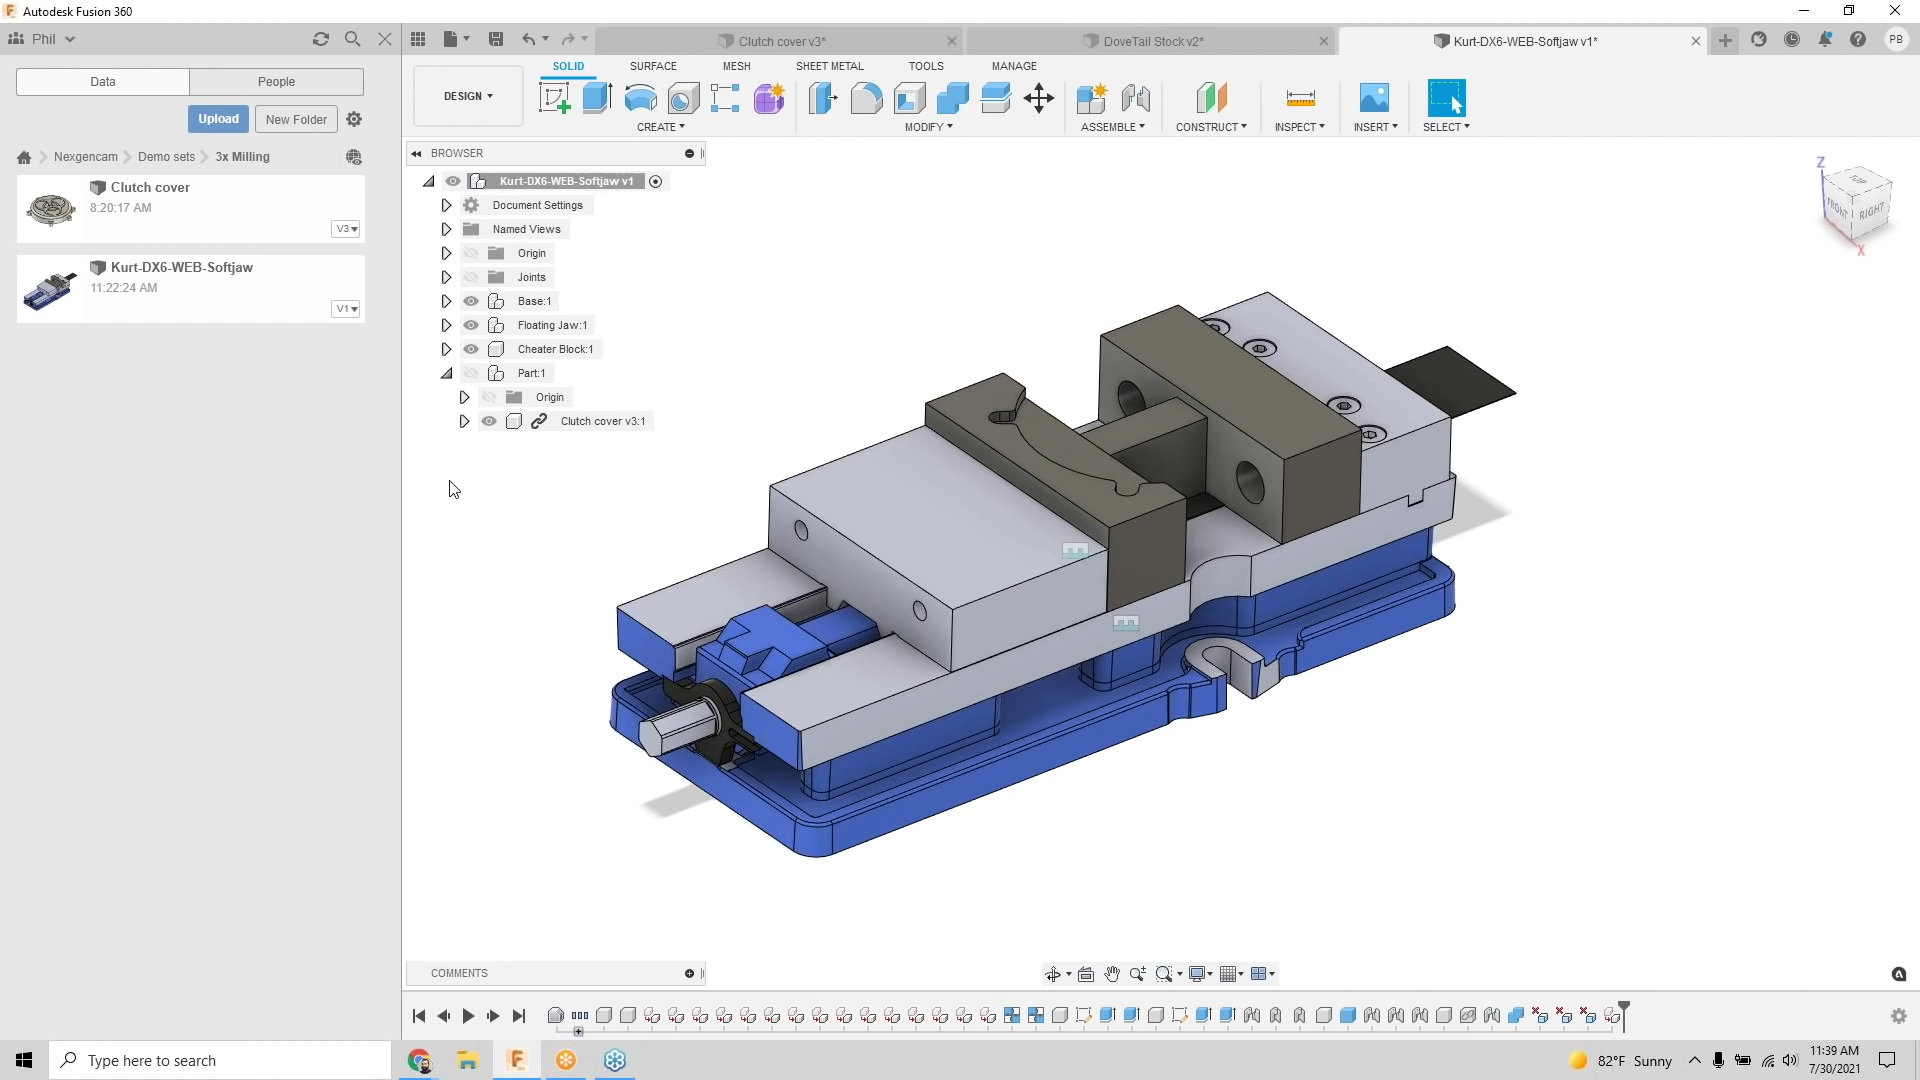 Autodesk Fusion 360
Phil
Data
People
Upload
New Folder
Nexgencam
Demo sets
3x Milling
Clutch cover
8:20:17 AM
V3
Kurt-DX6-WEB-Softjaw
11:22:24 AM
V1
Clutch cover v3*
DoveTail Stock v2*
Kurt-DX6-WEB-Softjaw v1*
PB
DESIGN
SOLID
SURFACE
MESH
SHEET METAL
TOOLS
MANAGE
CREATE
MODIFY
ASSEMBLE
CONSTRUCT
INSPECT
INSERT
SELECT
BROWSER
Kurt-DX6-WEB-Softjaw v1
Document Settings
Named Views
Origin
Joints
Base:1
Floating Jaw:1
Cheater Block:1
Part:1
Origin
Clutch cover v3:1
Z
TOP
FRONT
RIGHT
X
COMMENTS
Type here to search
82°F Sunny
11:39 AM
7/30/2021